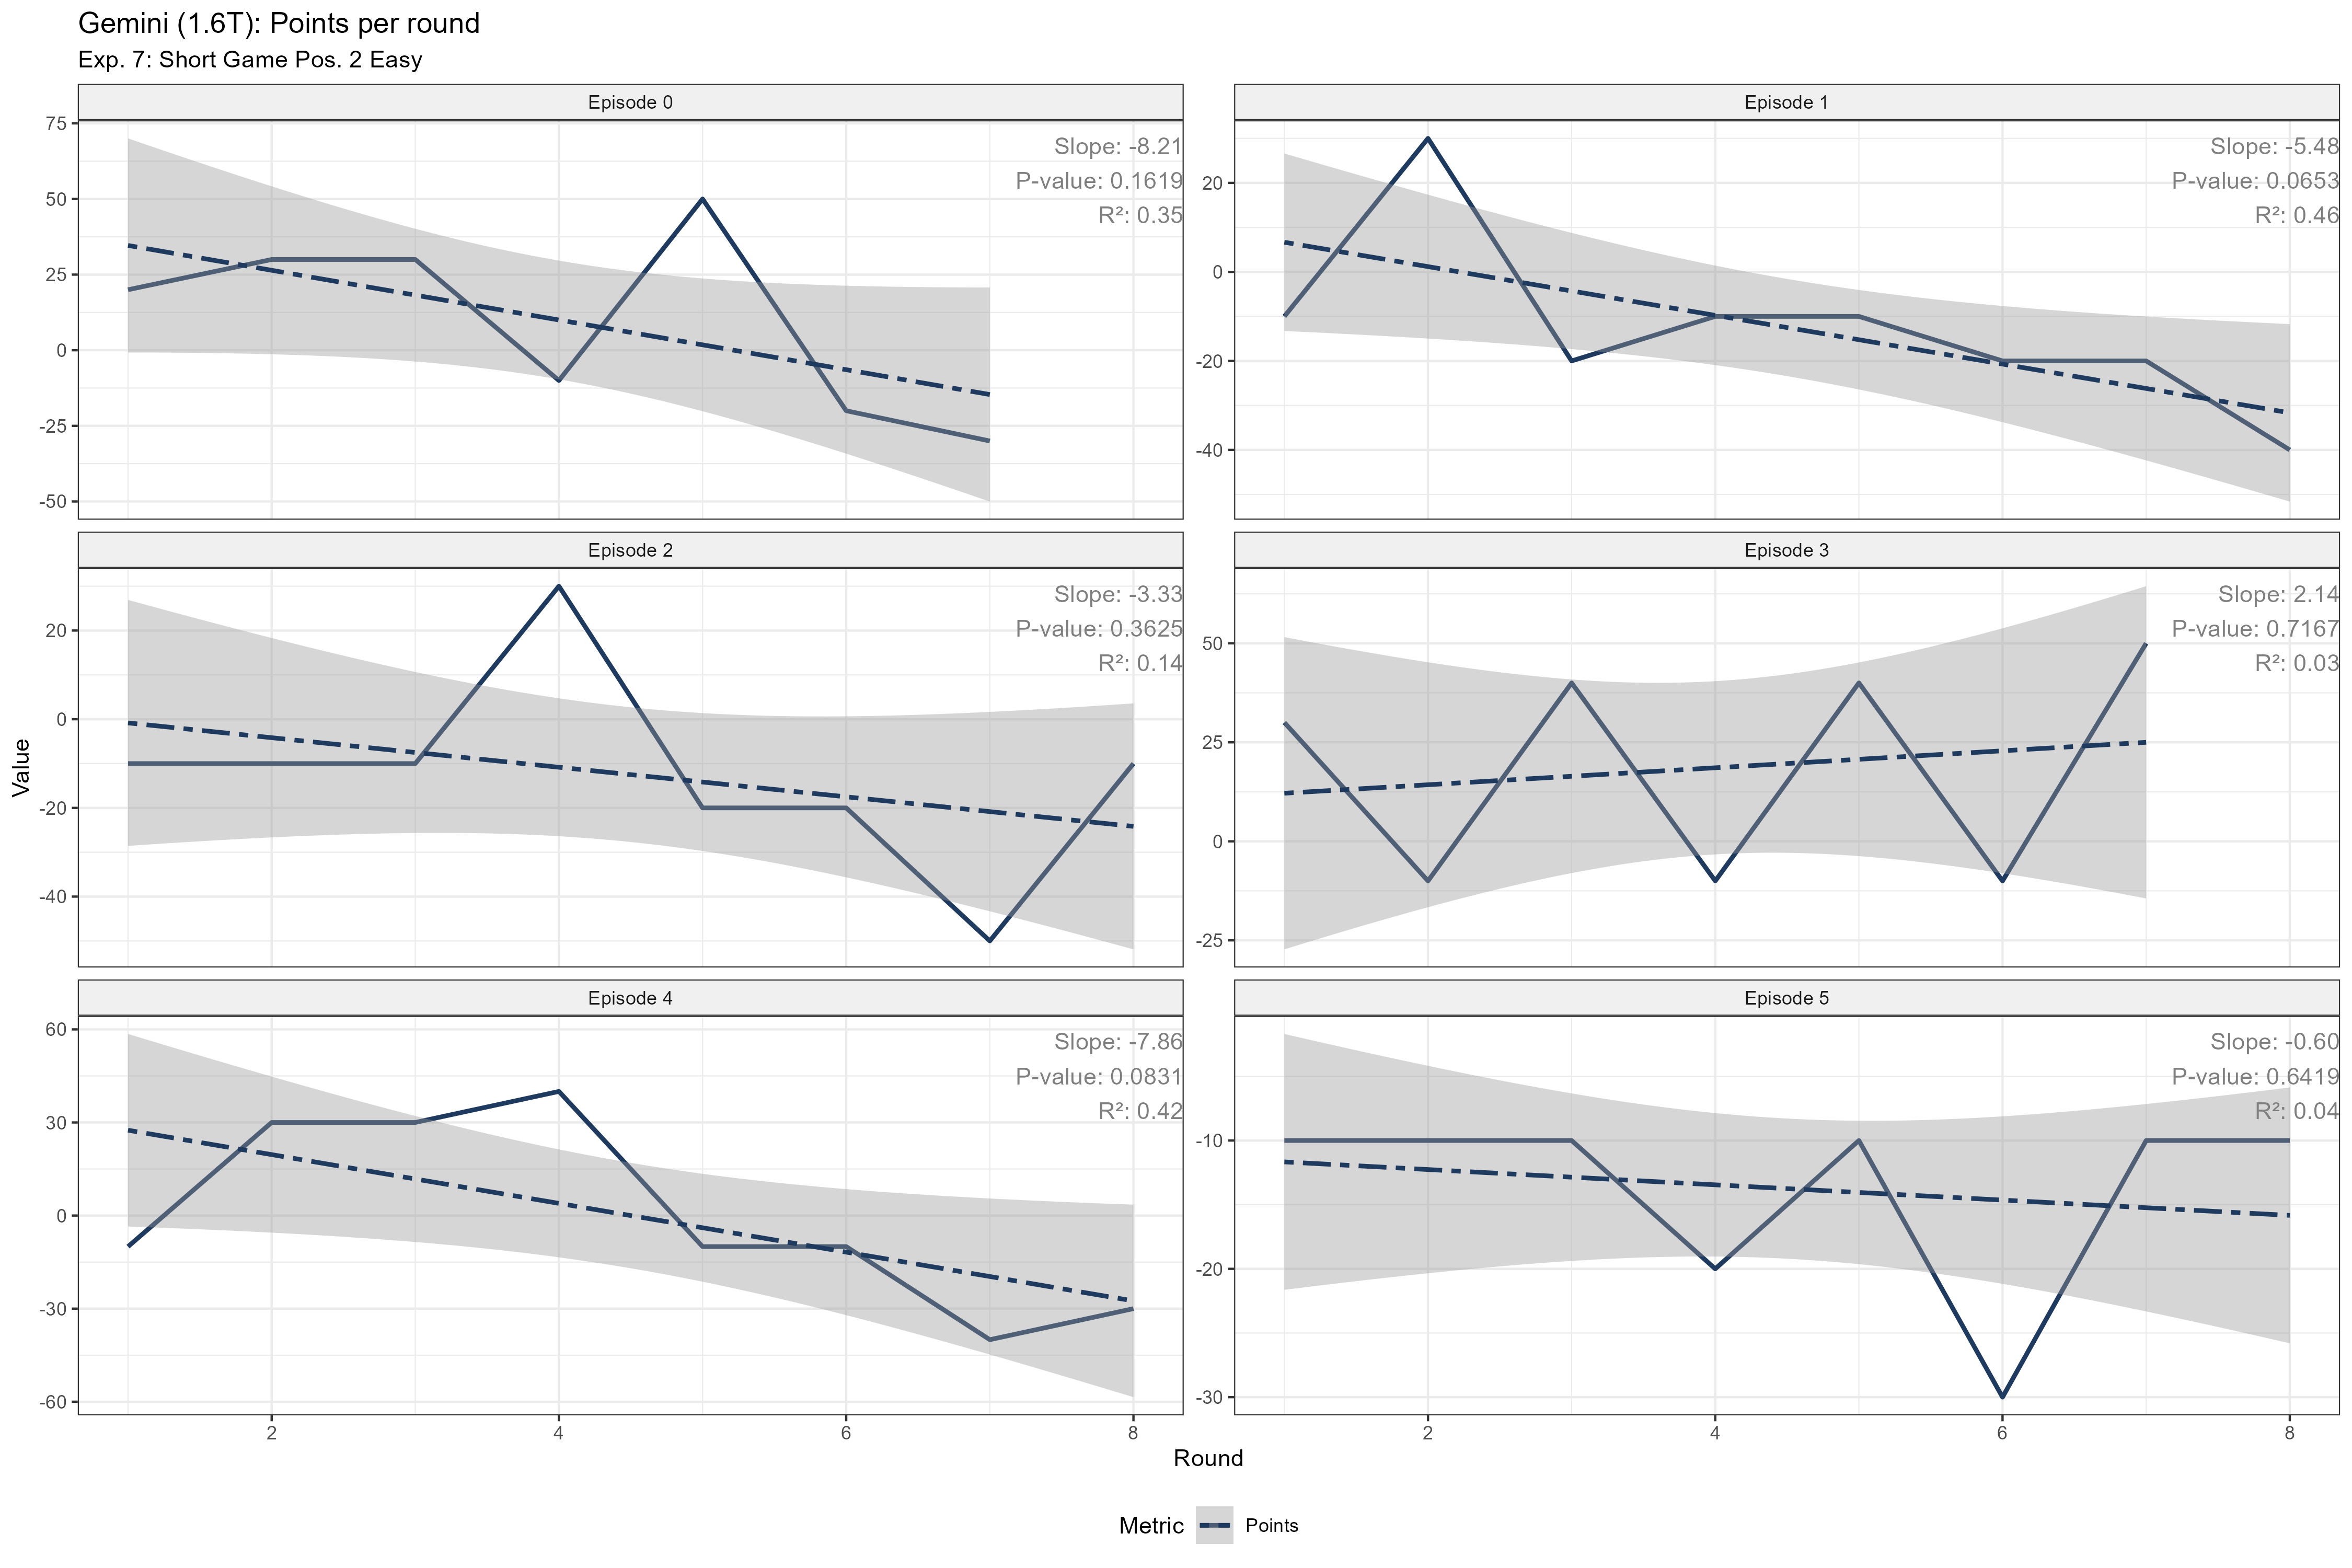 Gemini (1.6T): Points per round
Exp. 7: Short Game Pos. 2 Easy
Episode 0
75
50
25
0
-25
-50
Slope: -8.21
P-value: 0.1619
R²: 0.35
Episode 1
20
0
-20
-40
Slope: -5.48
P-value: 0.0653
R²: 0.46
Episode 2
20
0
-20
-40
Slope: -3.33
P-value: 0.3625
R²: 0.14
Episode 3
50
25
0
-25
Slope: 2.14
P-value: 0.7167
R²: 0.03
Episode 4
60
30
0
-30
-60
Slope: -7.86
P-value: 0.0831
R²: 0.42
2 4 6 8
Episode 5
-10
-20
-30
Slope: -0.60
P-value: 0.6419
R²: 0.04
2 4 6 8
Value
Round
Metric Points